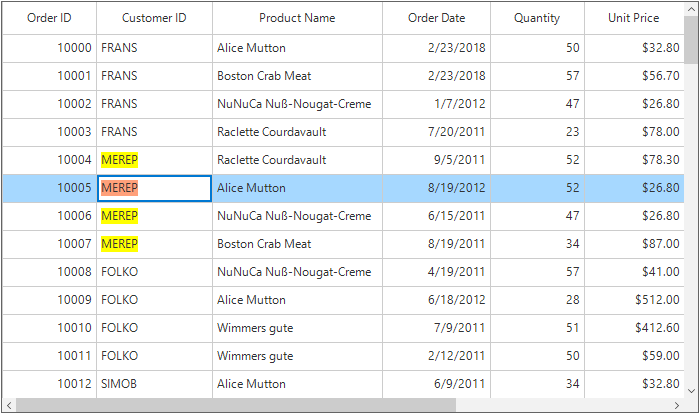 Order ID Customer ID Product Name Order Date Quantity Unit Price
10000 FRANS Alice Mutton 2/23/2018 50 $32.80
10001 FRANS Boston Crab Meat 2/23/2018 57 $56.70
10002 FRANS NuNuCa Nuß-Nougat-Creme 1/7/2012 47 $26.80
10003 FRANS Raclette Courdavault 7/20/2011 23 $78.00
10004 MEREP Raclette Courdavault 9/5/2011 52 $78.30
10005 MEREP Alice Mutton 8/19/2012 52 $26.80
10006 MEREP NuNuCa Nuß-Nougat-Creme 6/15/2011 47 $26.80
10007 MEREP Boston Crab Meat 8/19/2011 34 $87.00
10008 FOLKO NuNuCa Nuß-Nougat-Creme 4/19/2011 57 $41.00
10009 FOLKO Alice Mutton 6/18/2012 28 $512.00
10010 FOLKO Wimmers gute 7/9/2011 51 $412.60
10011 FOLKO Wimmers gute 2/12/2011 50 $59.00
10012 SIMOB Alice Mutton 6/9/2011 34 $32.80